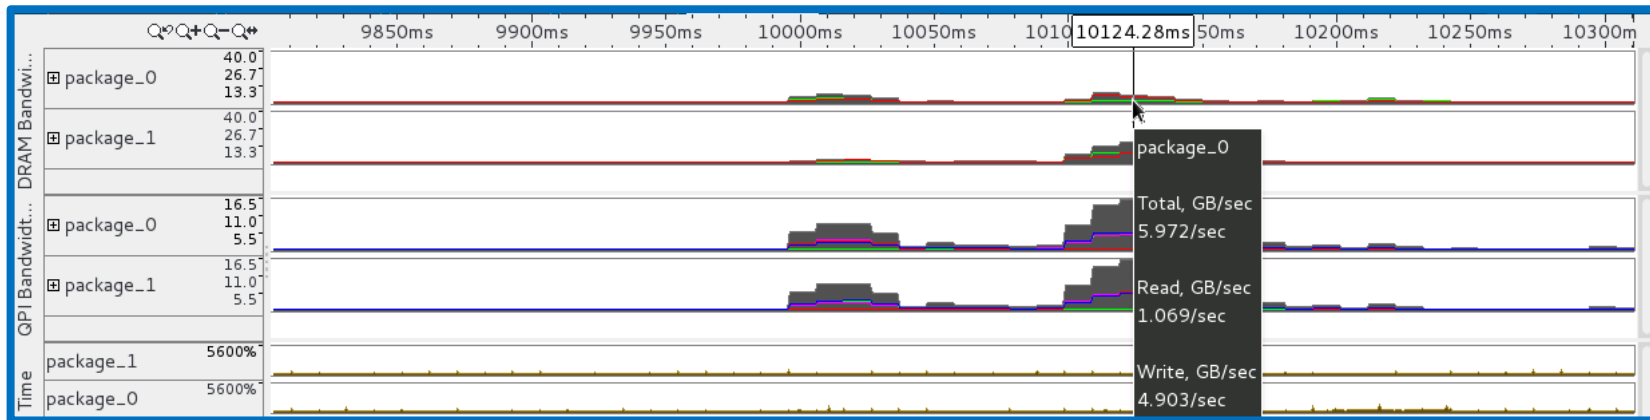 9850ms 9900ms 9950ms 10000ms 10050ms 1010 10124.28ms 50ms 10200ms 10250ms 10300m
DRAM Bandwi...
package_0
40.0
26.7
13.3
package_1
40.0
26.7
13.3
QPI Bandwidt...
package_0
16.5
11.0
5.5
package_1
16.5
11.0
5.5
Time
package_1
5600%
package_0
5600%
package_0
Total, GB/sec
5.972/sec
Read, GB/sec
1.069/sec
Write, GB/sec
4.903/sec